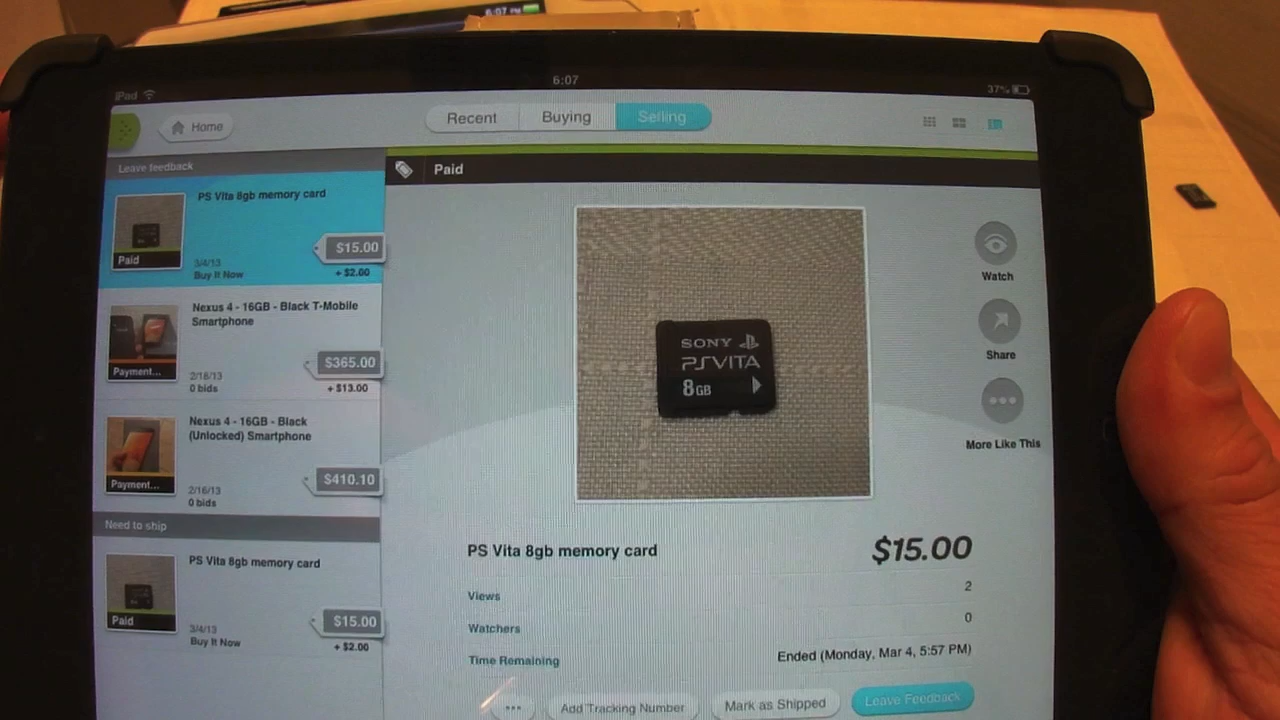 6:07 PM
iPad
6:07
37%
Home
Recent
Buying
Selling
Leave feedback
PS Vita 8gb memory card
$15.00
Paid
3/4/13
Buy It Now
+ $2.00
Nexus 4 - 16GB - Black T-Mobile
Smartphone
$365.00
Payment...
2/18/13
0 bids
+ $13.00
Nexus 4 - 16GB - Black
(Unlocked) Smartphone
$410.10
Payment...
2/16/13
0 bids
Need to ship
PS Vita 8gb memory card
$15.00
Paid
3/4/13
Buy It Now
+ $2.00
Paid
SONY
PSVITA
8GB
Watch
Share
More Like This
PS Vita 8gb memory card
$15.00
Views
2
Watchers
0
Time Remaining
Ended (Monday, Mar 4, 5:57 PM)
...
Add Tracking Number
Mark as Shipped
Leave Feedback